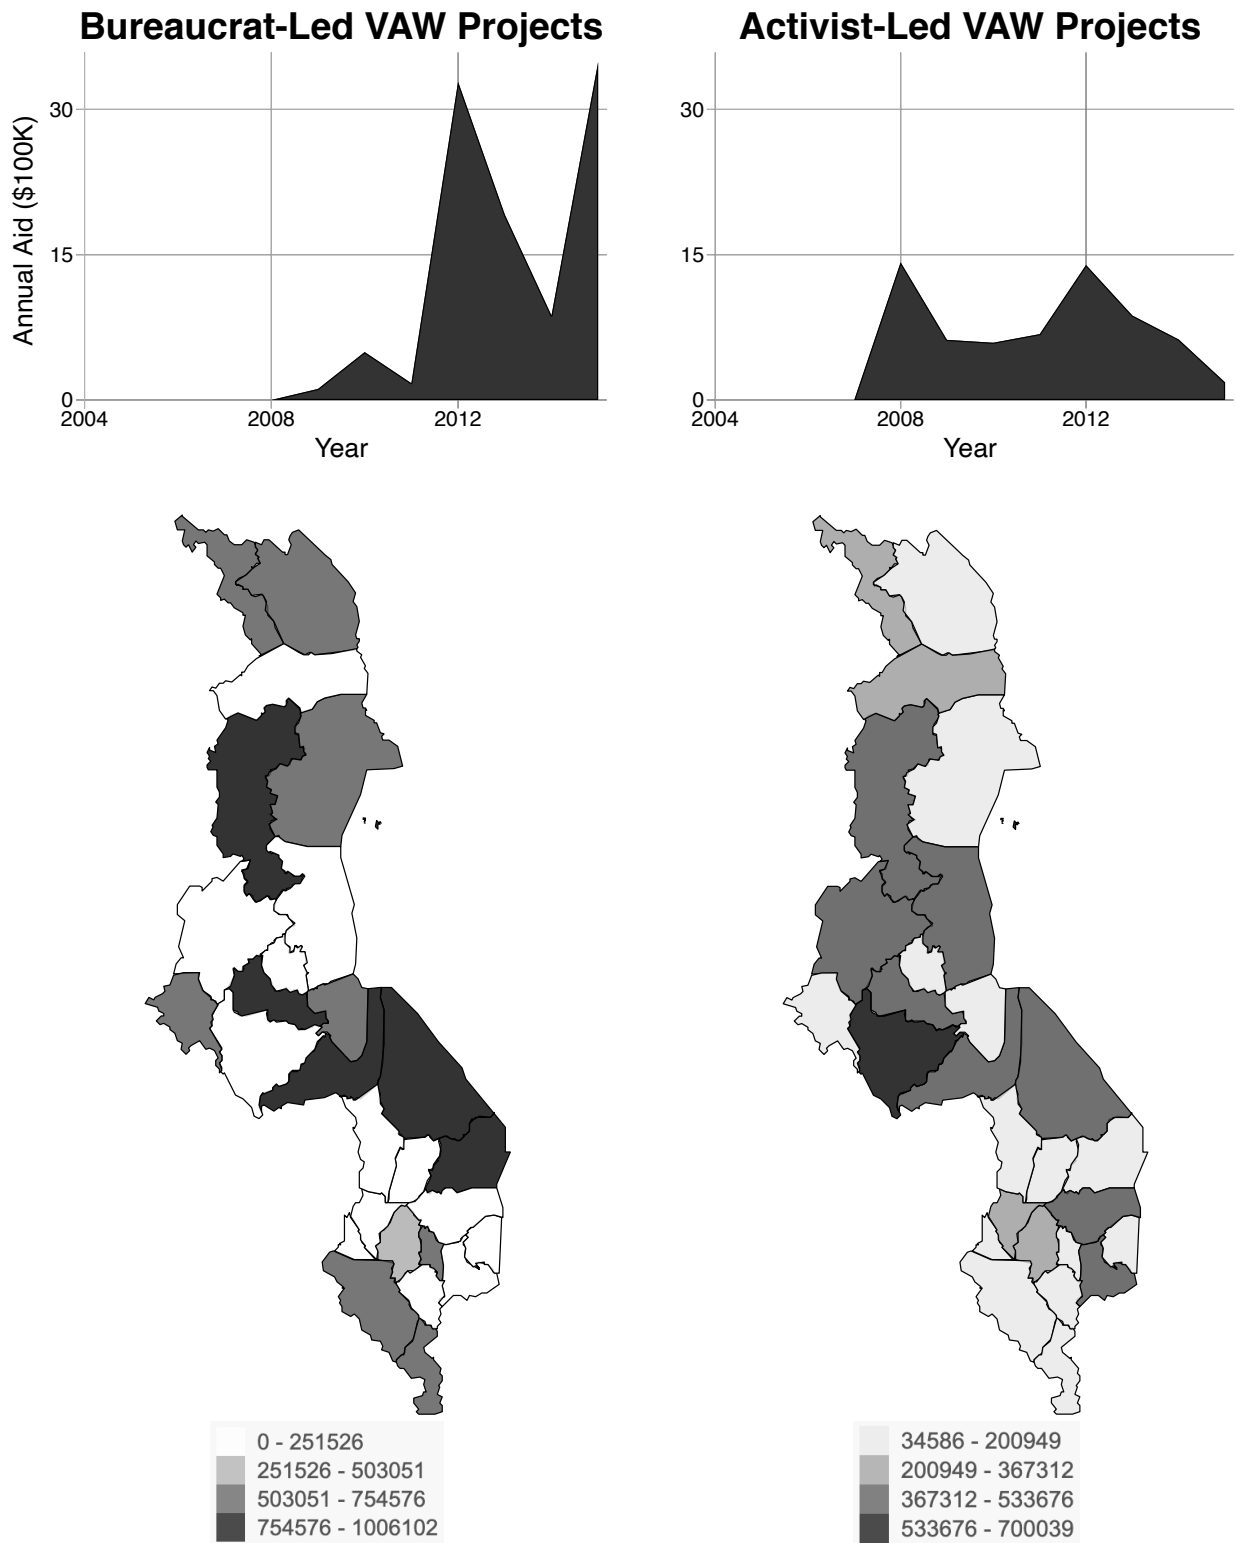 Bureaucrat-Led VAW Projects
Activist-Led VAW Projects
Annual Aid ($100K)
30
15
0
2004
2008
2012
Year
30
15
0
2004
2008
2012
Year
0 - 251526
251526 - 503051
503051 - 754576
754576 - 1006102
34586 - 200949
200949 - 367312
367312 - 533676
533676 - 700039